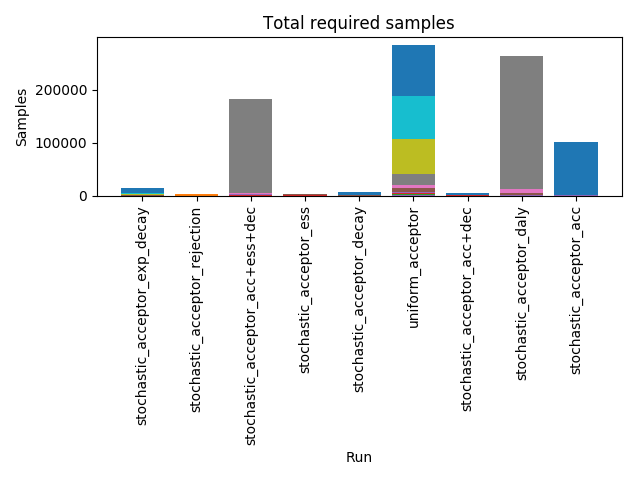 Total required samples
Samples
200000
100000
0
stochastic_acceptor_exp_decay
stochastic_acceptor_rejection
stochastic_acceptor_acc+ess+dec
stochastic_acceptor_ess
stochastic_acceptor_decay
uniform_acceptor
stochastic_acceptor_acc+dec
stochastic_acceptor_daly
stochastic_acceptor_acc
Run